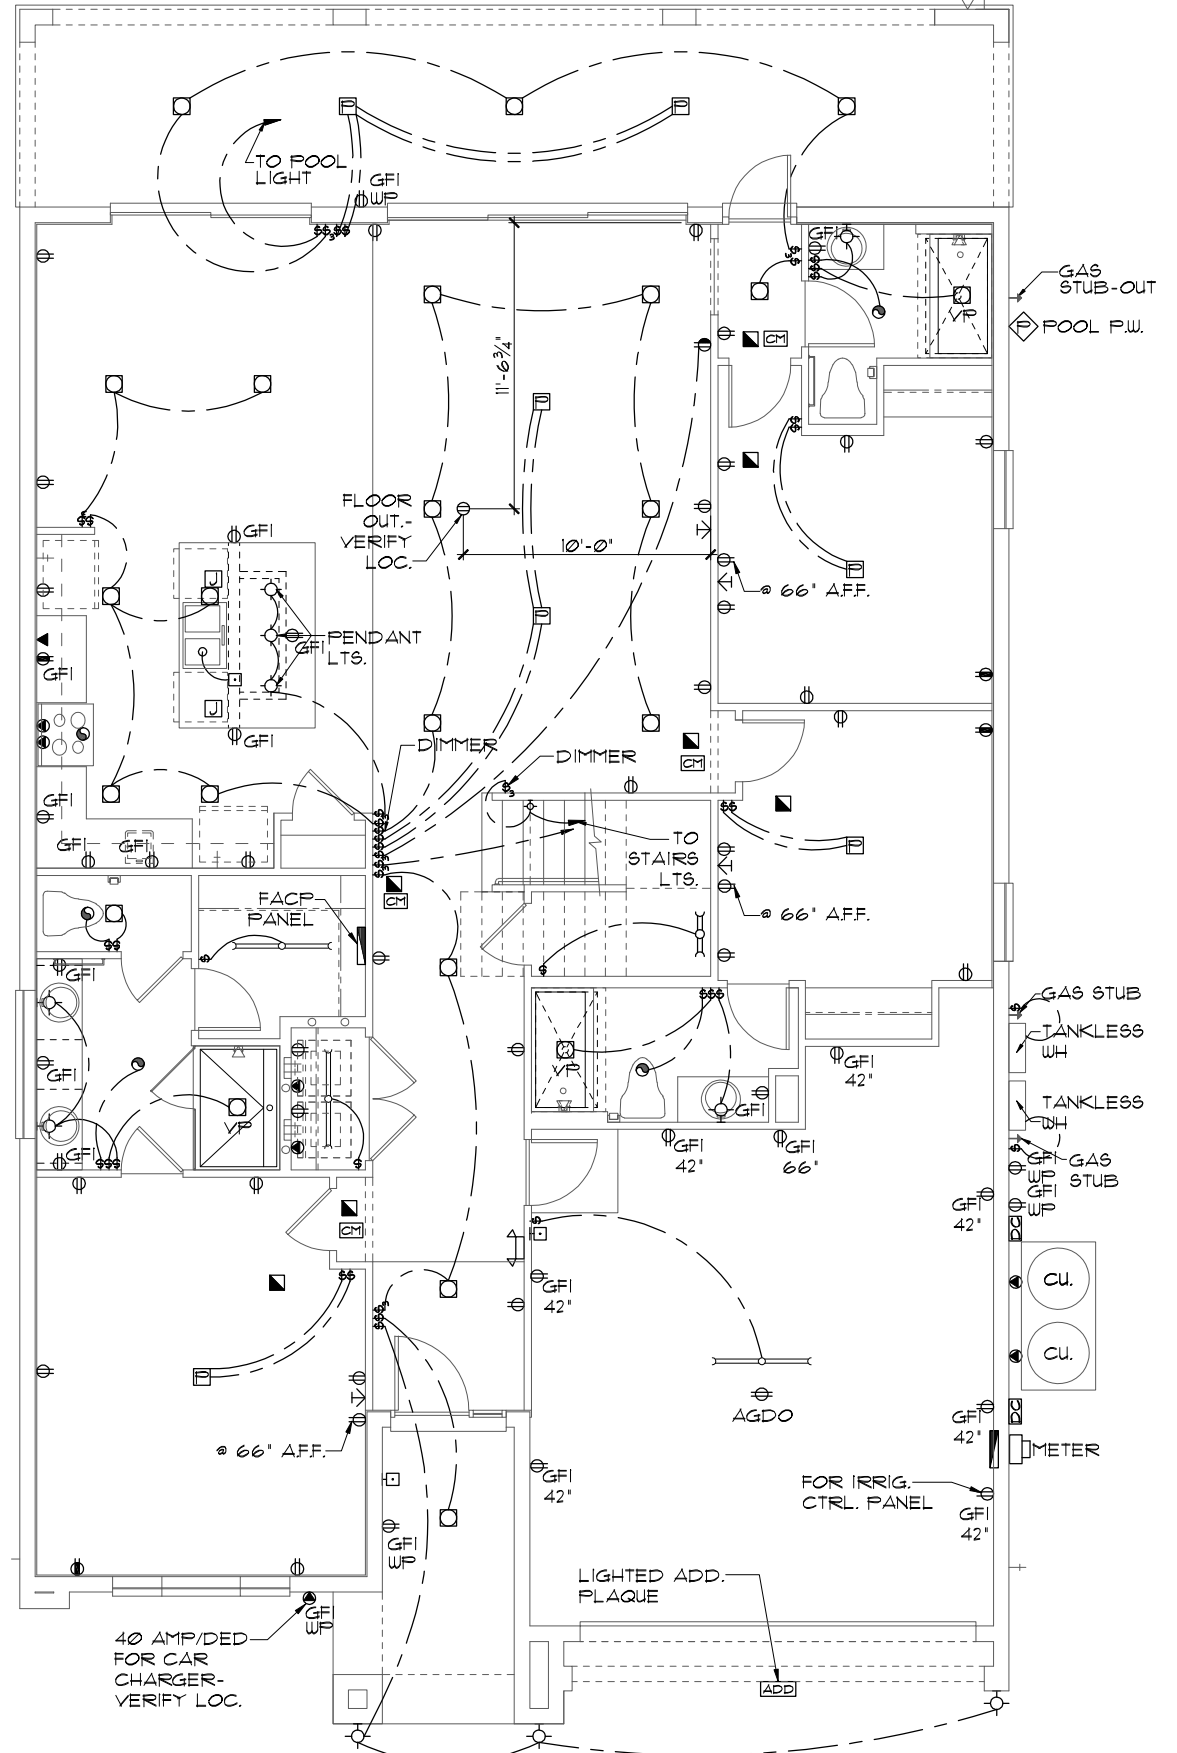 P
P
TO POOL
LIGHT
GFI
WP
$$3$$
GFI
GAS
STUB-OUT
P POOL P.W.
VP
CM
11'-6¾"
P
FLOOR
OUT.-
VERIFY
LOC.
10'-0"
P
@ 66" A.F.F.
$$
GFI
J
P
PENDANT
LTS.
GFI
GFI
J
GFI
DIMMER
DIMMER
CM
GFI
GFI
GFI
TO
STAIRS
LTS.
P
@ 66" A.F.F.
CM
FACP
PANEL
GFI
GFI
GFI
VP
VP
GFI
GFI
42"
GFI
42"
GFI
66"
GAS STUB
TANKLESS
WH
TANKLESS
WH
GAS
STUB
GFI
WP
GFI
WP
GFI
42"
DC
CM
GFI
42"
CU.
CU.
P
@ 66" A.F.F.
AGDO
GFI
42"
DC
METER
GFI
42"
FOR IRRIG.
CTRL. PANEL
GFI
42"
GFI
WP
LIGHTED ADD.
PLAQUE
ADD
GFI
WP
40 AMP/DED
FOR CAR
CHARGER-
VERIFY LOC.